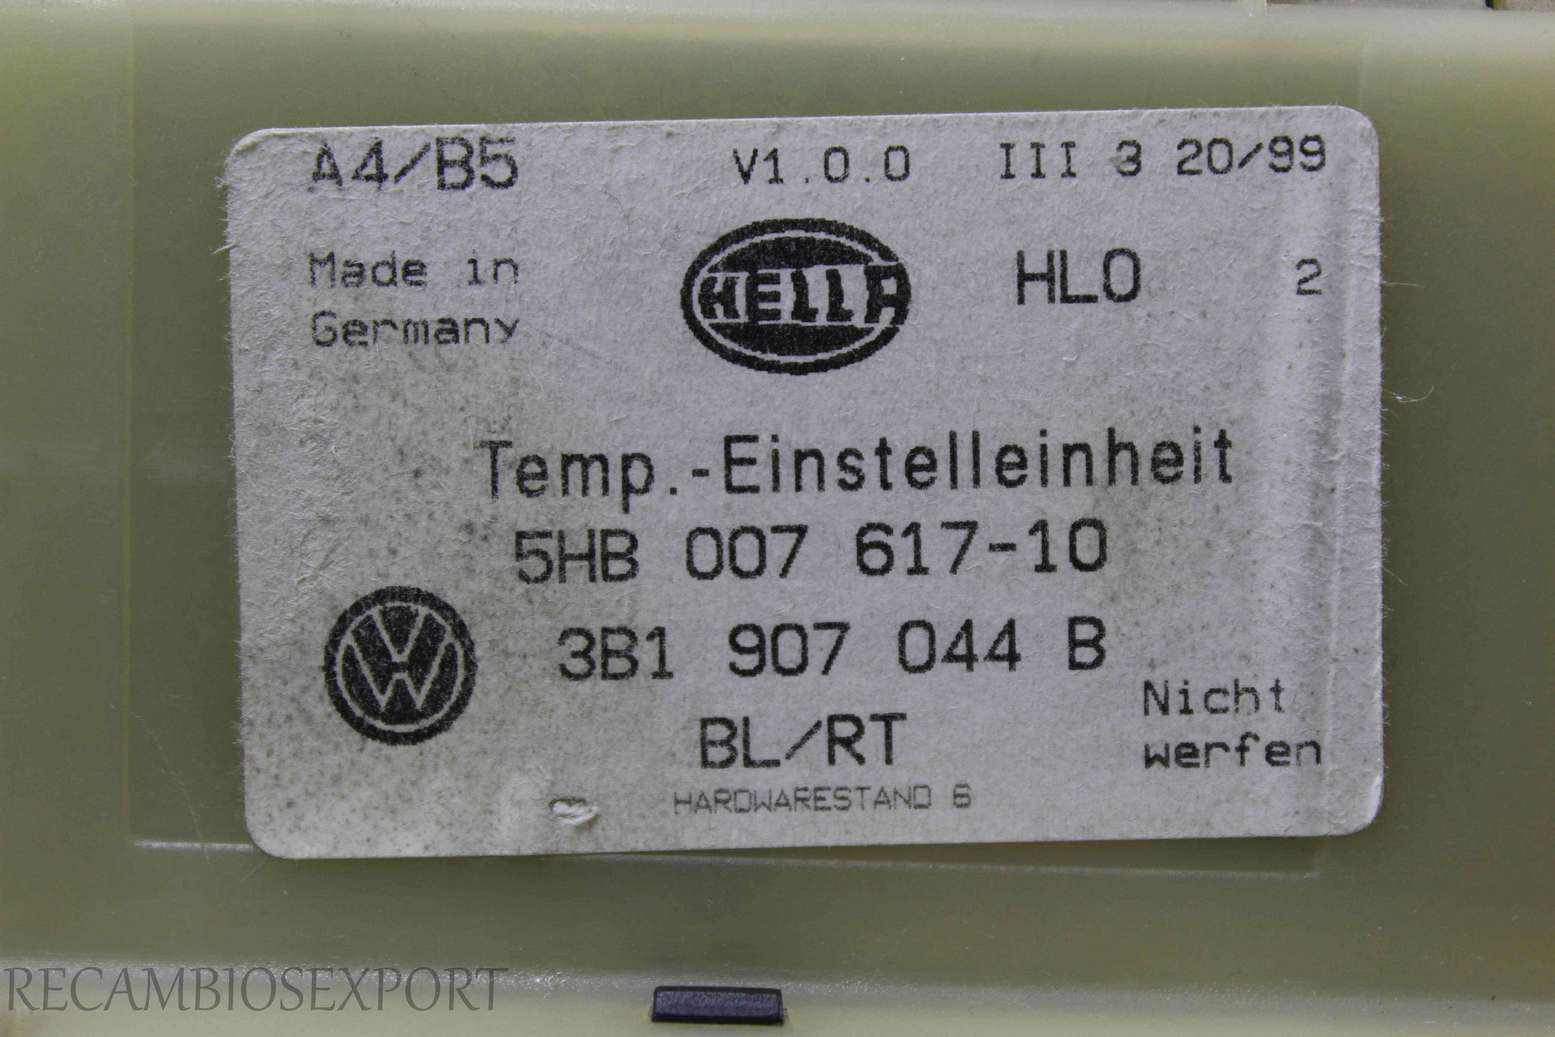 A4/B5 V1.0.0 III 3 20/99
Made in
Germany
HELLA
HLO 2
Temp.-Einstelleinheit
5HB 007 617-10
3B1 907 044 B
VW
BL/RT
Nicht
werfen
HARDWARESTAND 6
RECAMBIOSEXPORT